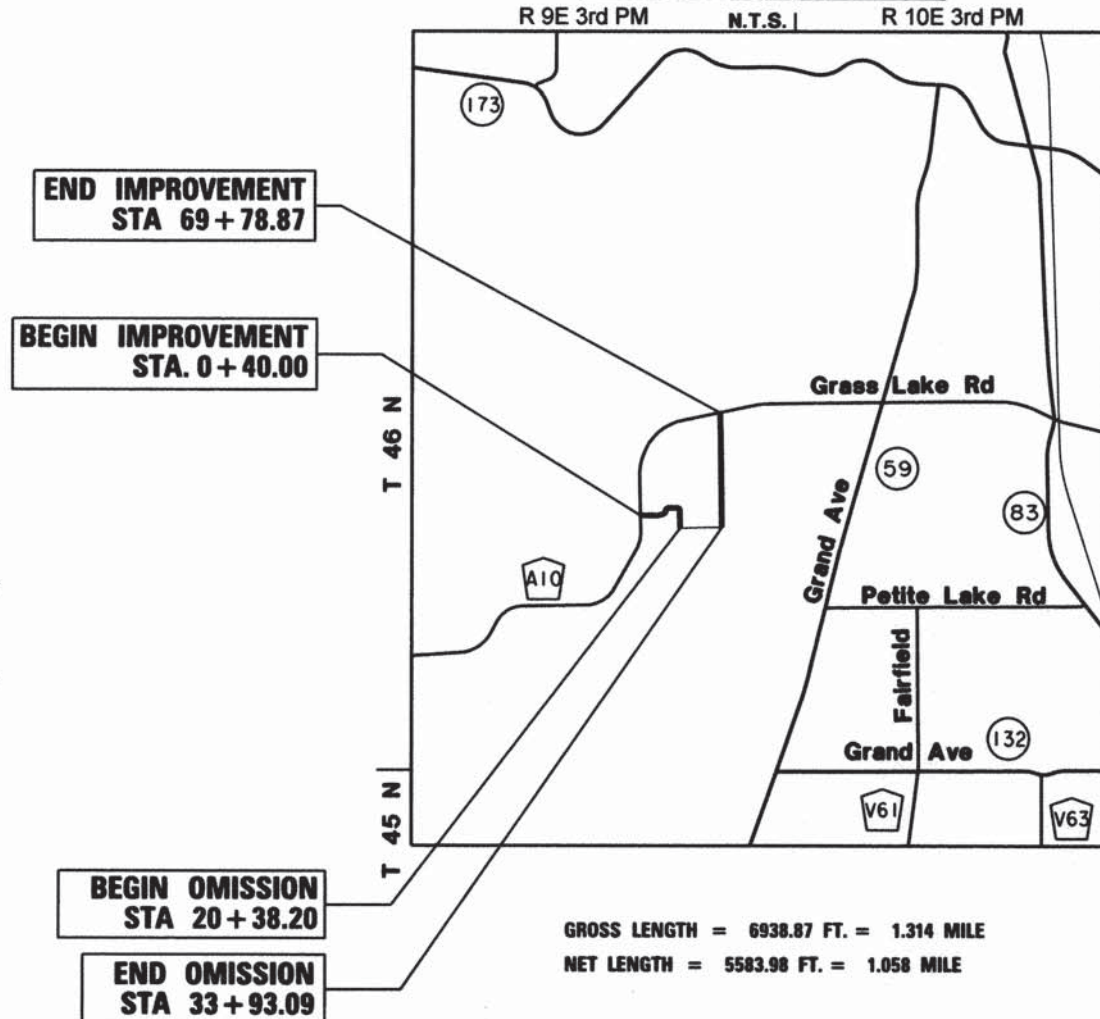 R 9E 3rd PM
N.T.S.
R 10E 3rd PM
173
END IMPROVEMENT
STA 69+78.87
BEGIN IMPROVEMENT
STA. 0+40.00
T 46 N
Grass Lake Rd
59
83
Grand Ave
A10
Petite Lake Rd
Fairfield
132
Grand Ave
V61
V63
T 45 N
BEGIN OMISSION
STA 20+38.20
END OMISSION
STA 33+93.09
GROSS LENGTH = 6938.87 FT. = 1.314 MILE
NET LENGTH = 5583.98 FT. = 1.058 MILE